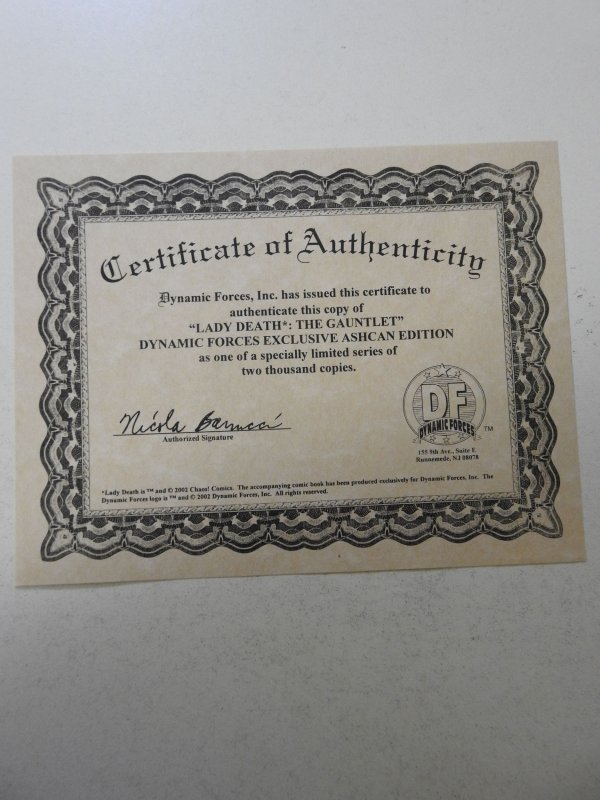 Certificate of Authenticity
Dynamic Forces, Inc. has issued this certificate to
authenticate this copy of
“LADY DEATH*: THE GAUNTLET”
DYNAMIC FORCES EXCLUSIVE ASHCAN EDITION
as one of a specially limited series of
two thousand copies.
Nicola Barrucci
Authorized Signature
DF
DYNAMIC FORCES
TM
155 9th Ave., Suite E
Runnemede, NJ 08078
*Lady Death is ™ and © 2002 Chaos! Comics. The accompanying comic book has been produced exclusively for Dynamic Forces, Inc. The
Dynamic Forces logo is ™ and © 2002 Dynamic Forces, Inc. All rights reserved.